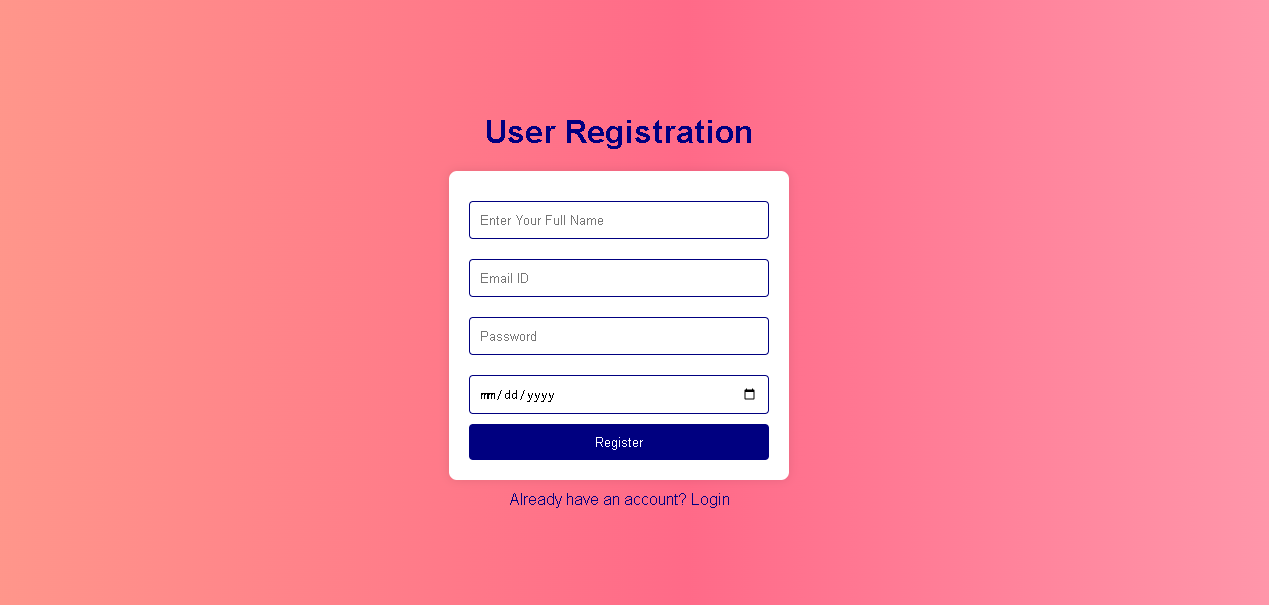 User Registration
Enter Your Full Name
Email ID
Password
mm/dd/yyyy
Register
Already have an account? Login